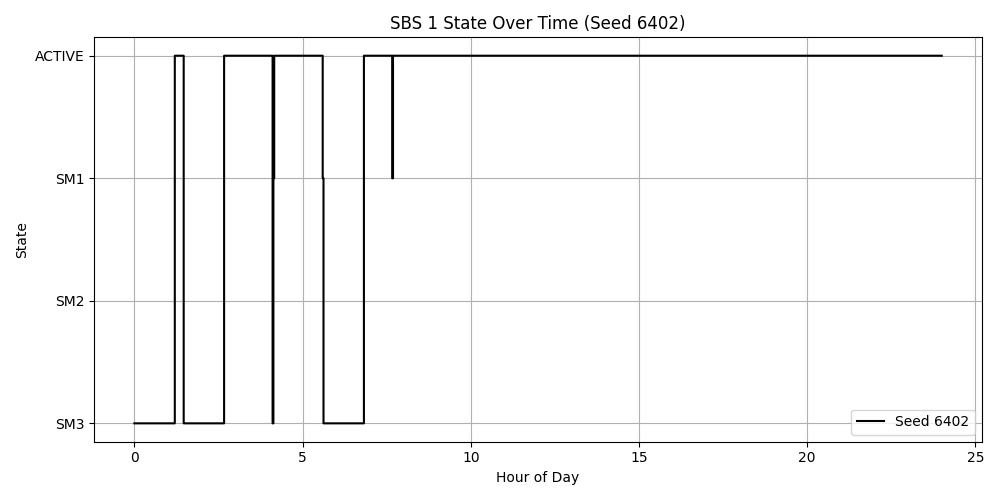 SBS 1 State Over Time (Seed 6402)
ACTIVE
SM1
SM2
SM3
State
0 5 10 15 20 25
Hour of Day
Seed 6402